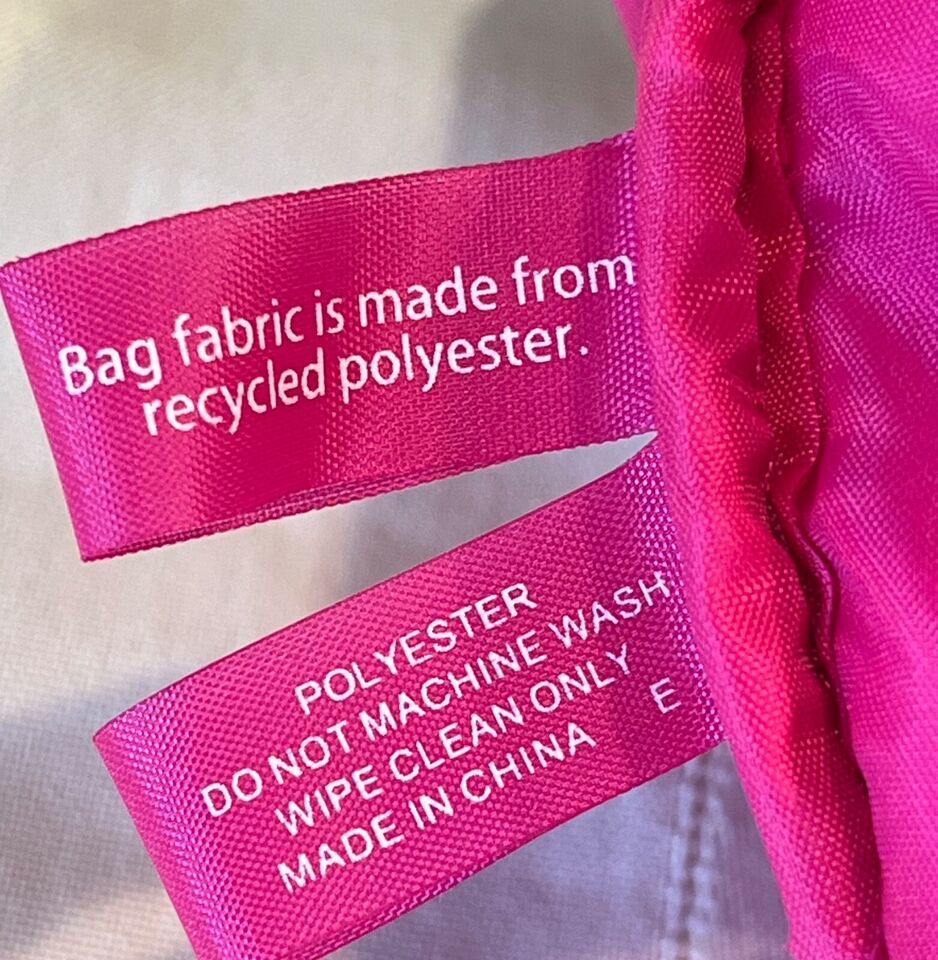 Bag fabric is made from
recycled polyester.
POLYESTER
DO NOT MACHINE WASH
WIPE CLEAN ONLY
MADE IN CHINA E